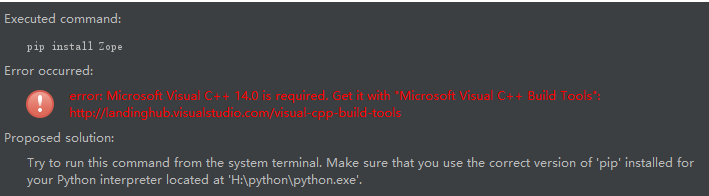 Executed command:
pip install Zope
Error occurred:
error: Microsoft Visual C++ 14.0 is required. Get it with "Microsoft Visual C++ Build Tools":
http://landinghub.visualstudio.com/visual-cpp-build-tools
Proposed solution:
Try to run this command from the system terminal. Make sure that you use the correct version of 'pip' installed for
your Python interpreter located at 'H:\python\python.exe'.